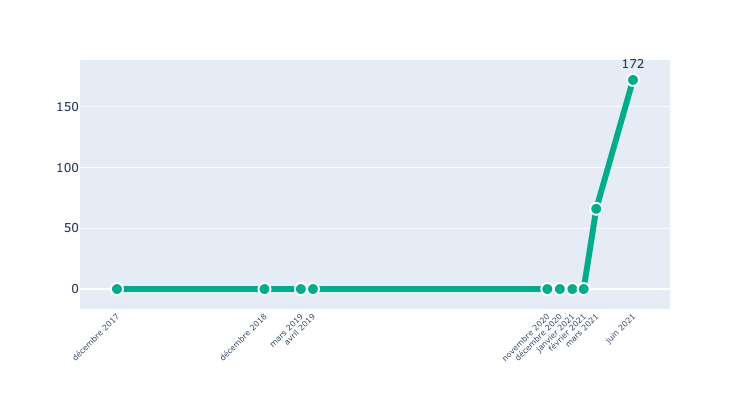 172
150
100
50
0
décembre 2017
décembre 2018
mars 2019
avril 2019
novembre 2020
décembre 2020
janvier 2021
février 2021
mars 2021
juin 2021